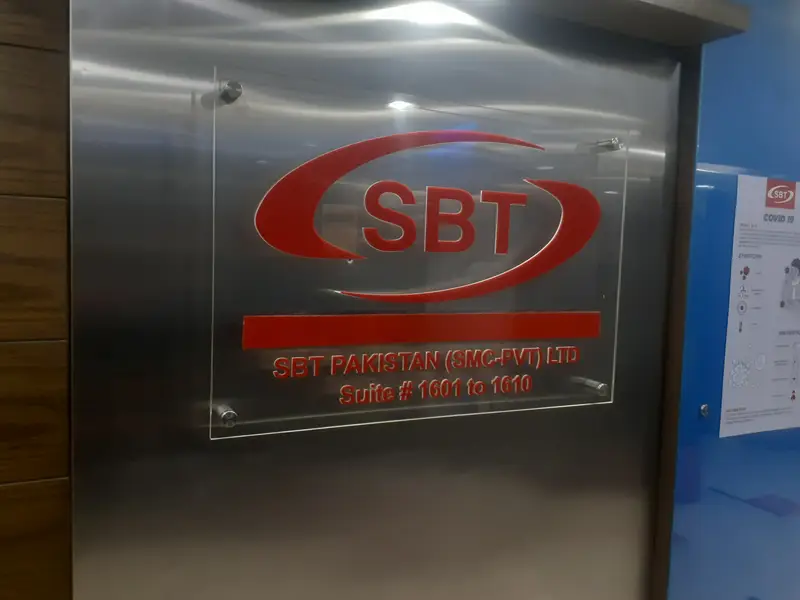 SBT
SBT PAKISTAN (SMC-PVT) LTD
Suite # 1601 to 1610
SBT
COVID 19